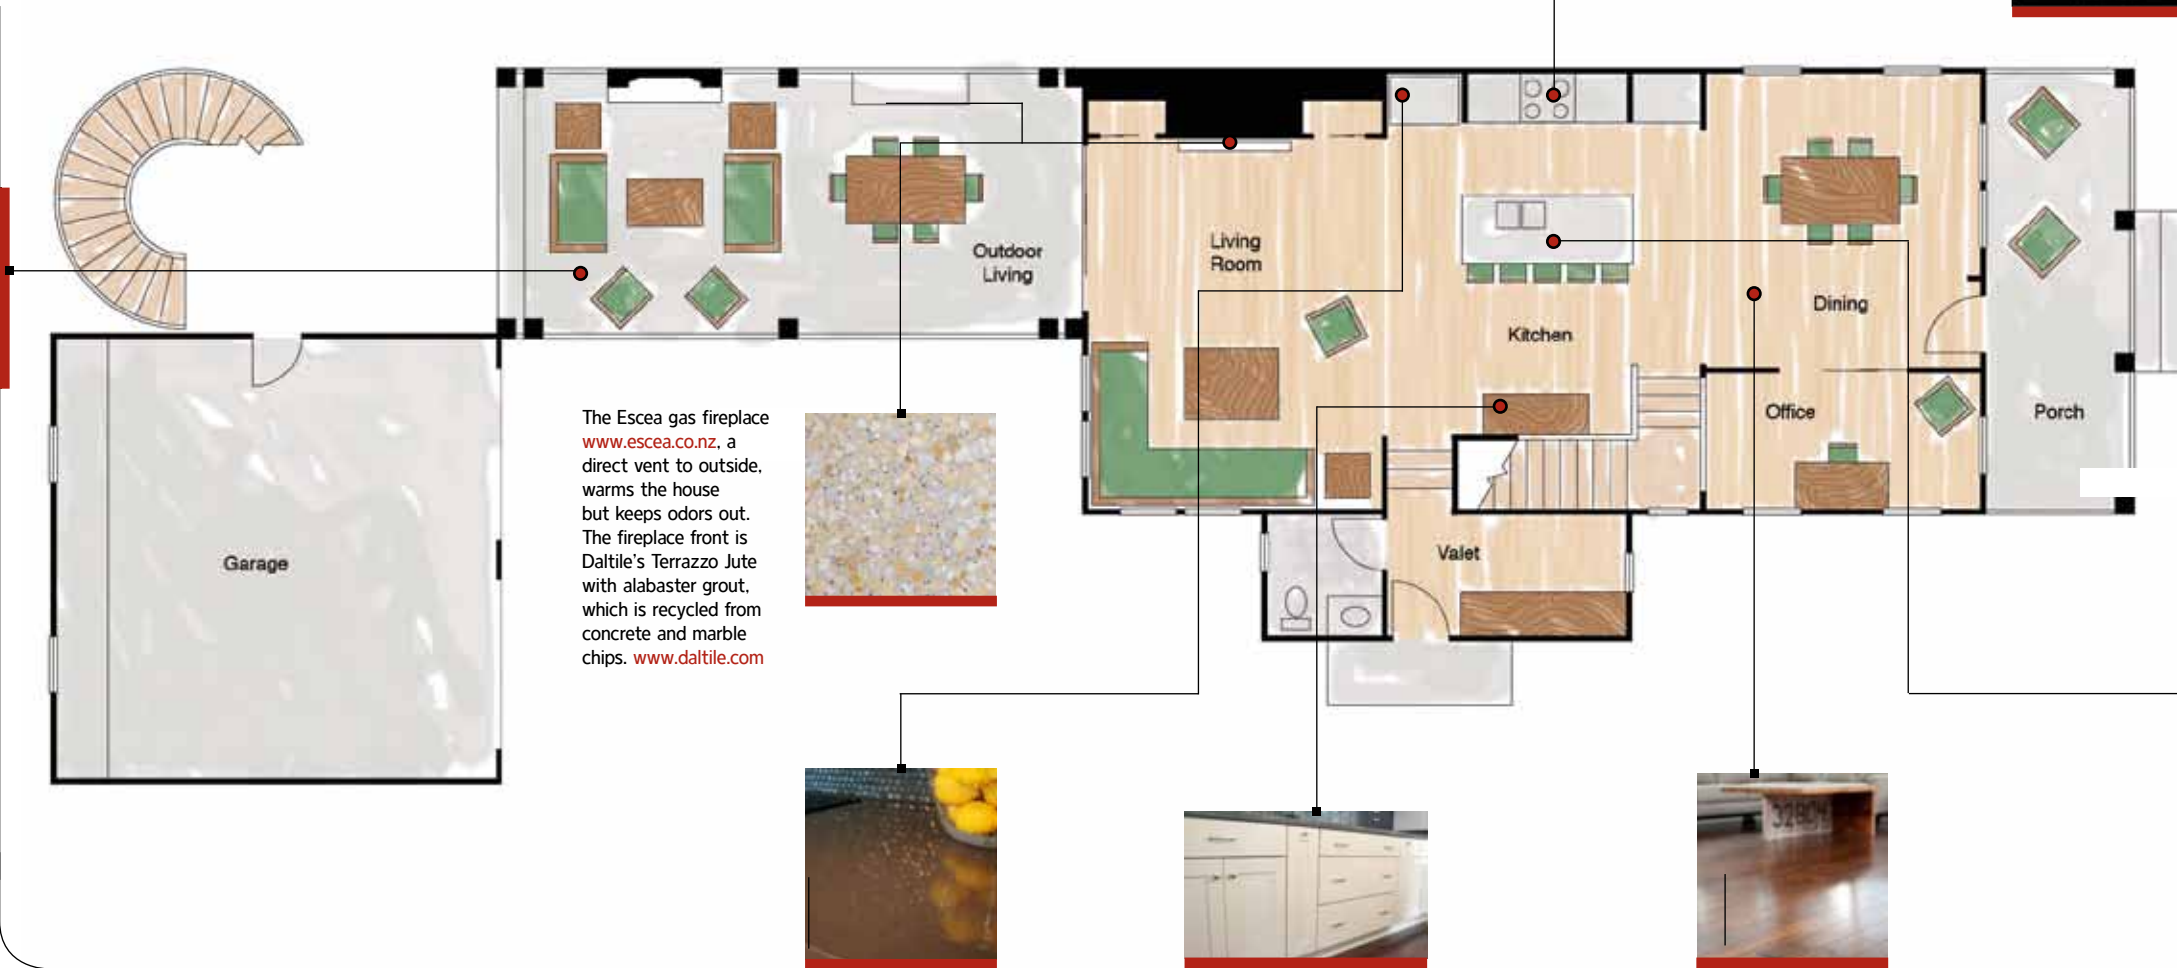 Outdoor
Living
Living
Room
Kitchen
Dining
Office
Porch
Valet
Garage
The Escea gas fireplace
www.escea.co.nz, a
direct vent to outside,
warms the house
but keeps odors out.
The fireplace front is
Daltile's Terrazzo Jute
with alabaster grout,
which is recycled from
concrete and marble
chips. www.daltile.com
32804